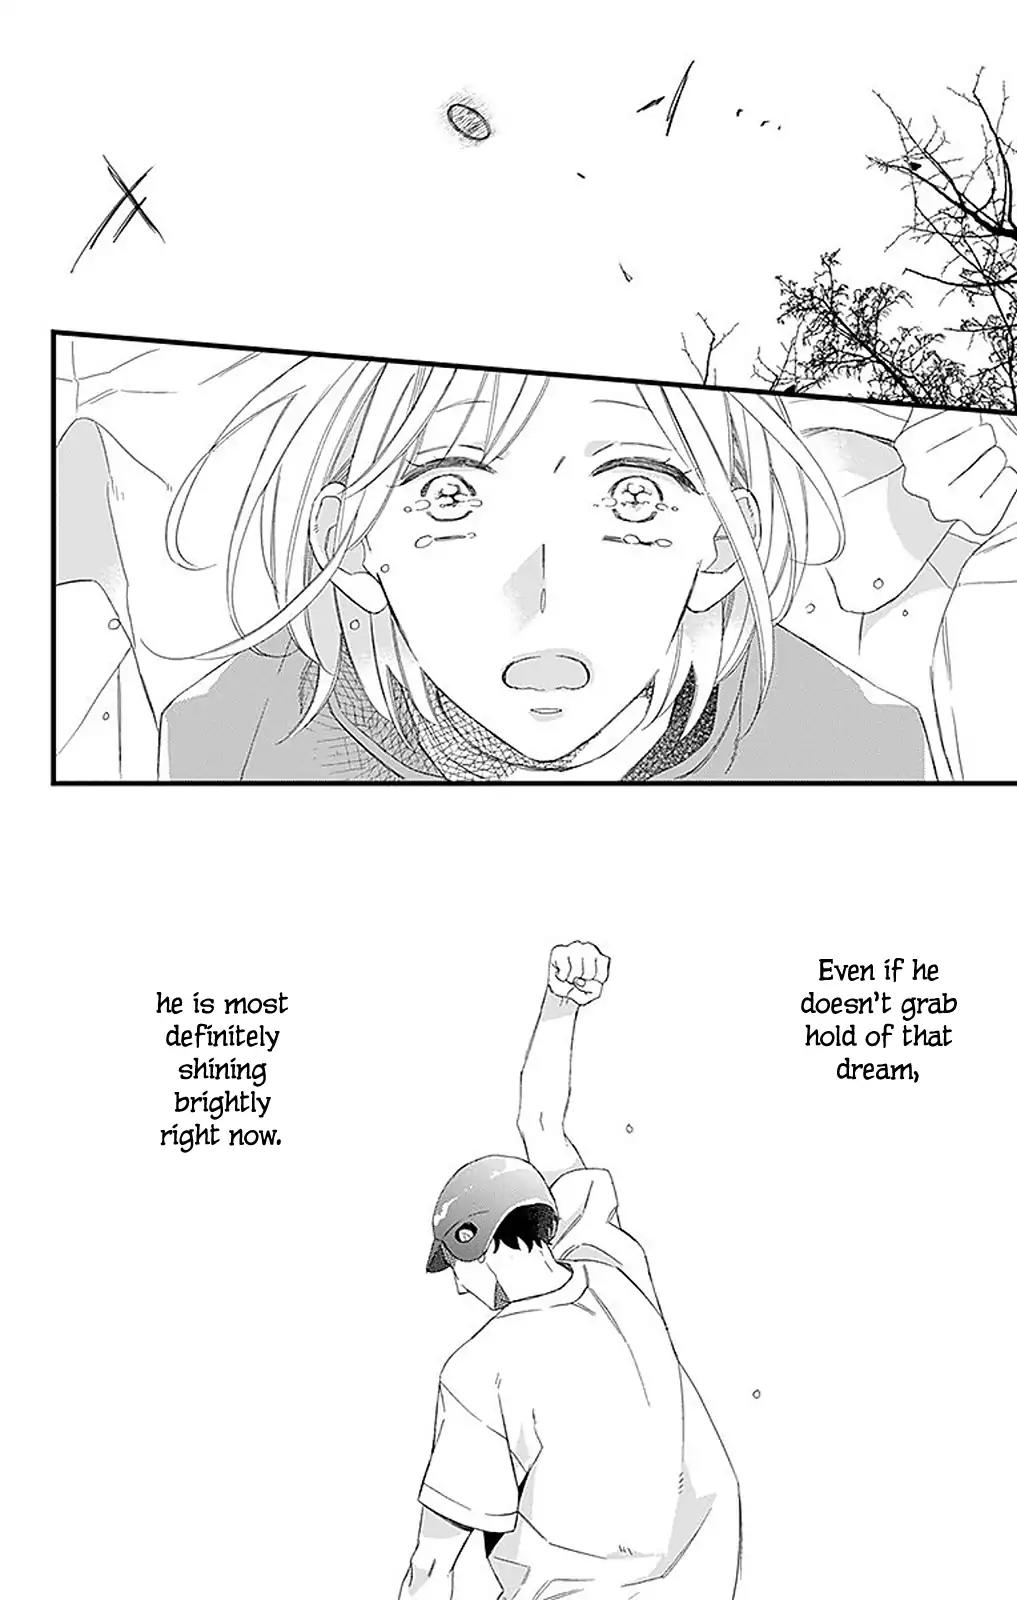 Even if he
doesn't grab
hold of that
dream,
he is most
definitely
shining
brightly
right now.